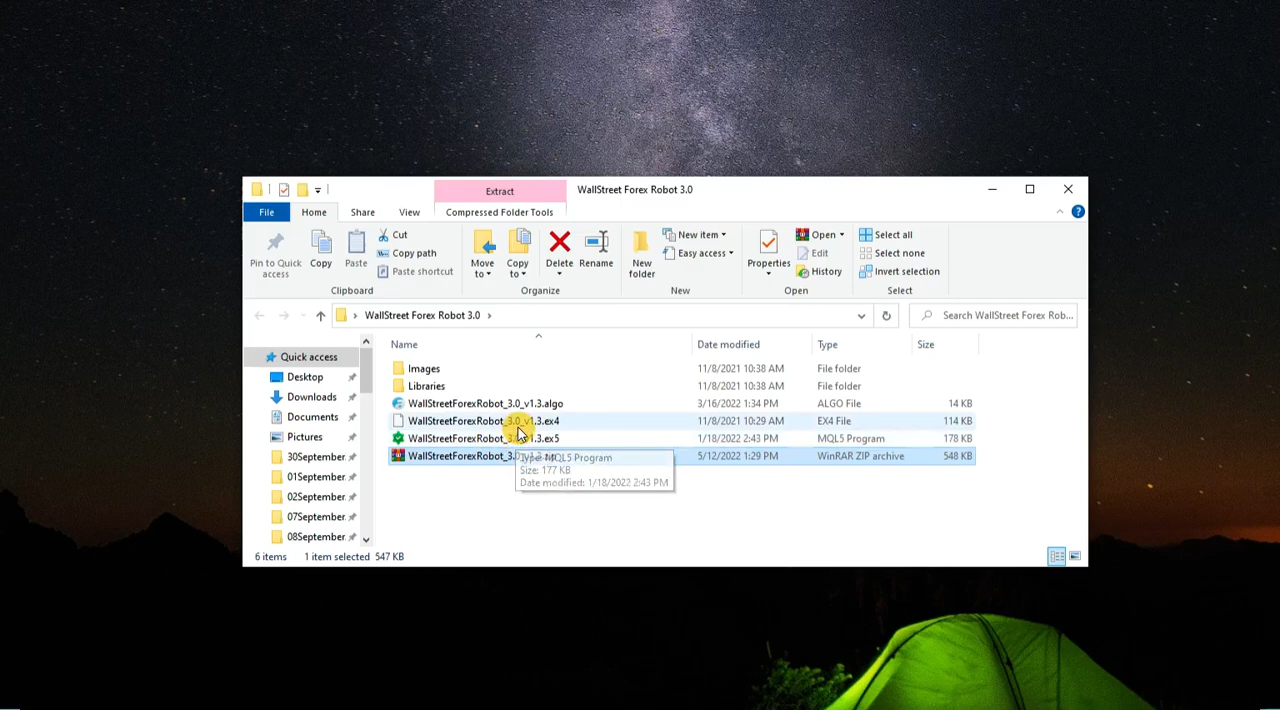 Extract
WallStreet Forex Robot 3.0
File
Home
Share
View
Compressed Folder Tools
Pin to Quick access
Copy
Paste
Cut
Copy path
Paste shortcut
Clipboard
Move to
Copy to
Delete
Rename
Organize
New folder
New item
Easy access
New
Properties
Open
Edit
History
Open
Select all
Select none
Invert selection
Select
WallStreet Forex Robot 3.0
Search WallStreet Forex Rob...
Name Date modified Type Size
Quick access
Desktop
Downloads
Documents
Pictures
30September
01September
02September
07September
08September
Images 11/8/2021 10:38 AM File folder
Libraries 11/8/2021 10:38 AM File folder
WallStreetForexRobot_3.0_v1.3.algo 3/16/2022 1:34 PM ALGO File 14 KB
WallStreetForexRobot_3.0_v1.3.ex4 11/8/2021 10:29 AM EX4 File 114 KB
WallStreetForexRobot_3.0_v1.3.ex5 1/18/2022 2:43 PM MQL5 Program 178 KB
WallStreetForexRobot_3.0 5/12/2022 1:29 PM WinRAR ZIP archive 548 KB
Type: MQL5 Program
Size: 177 KB
Date modified: 1/18/2022 2:43 PM
6 items 1 item selected 547 KB